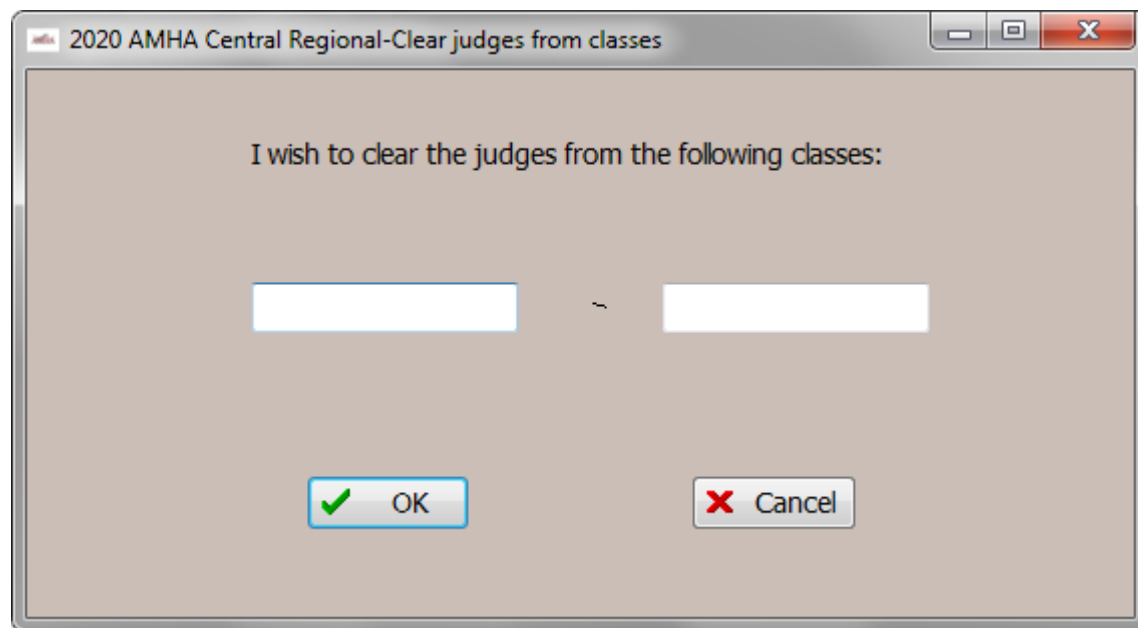 2020 AMHA Central Regional-Clear judges from classes
I wish to clear the judges from the following classes:
~
OK
Cancel